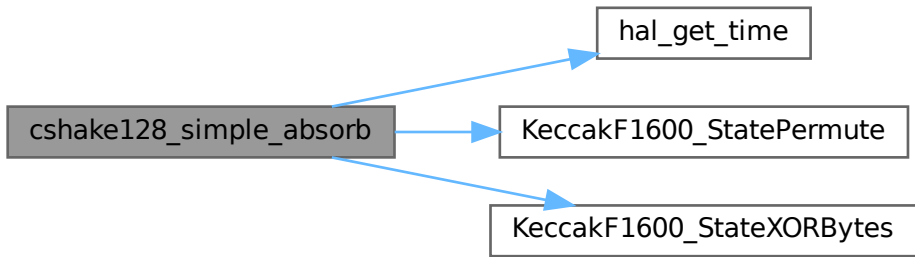 hal_get_time
cshake128_simple_absorb
KeccakF1600_StatePermute
KeccakF1600_StateXORBytes